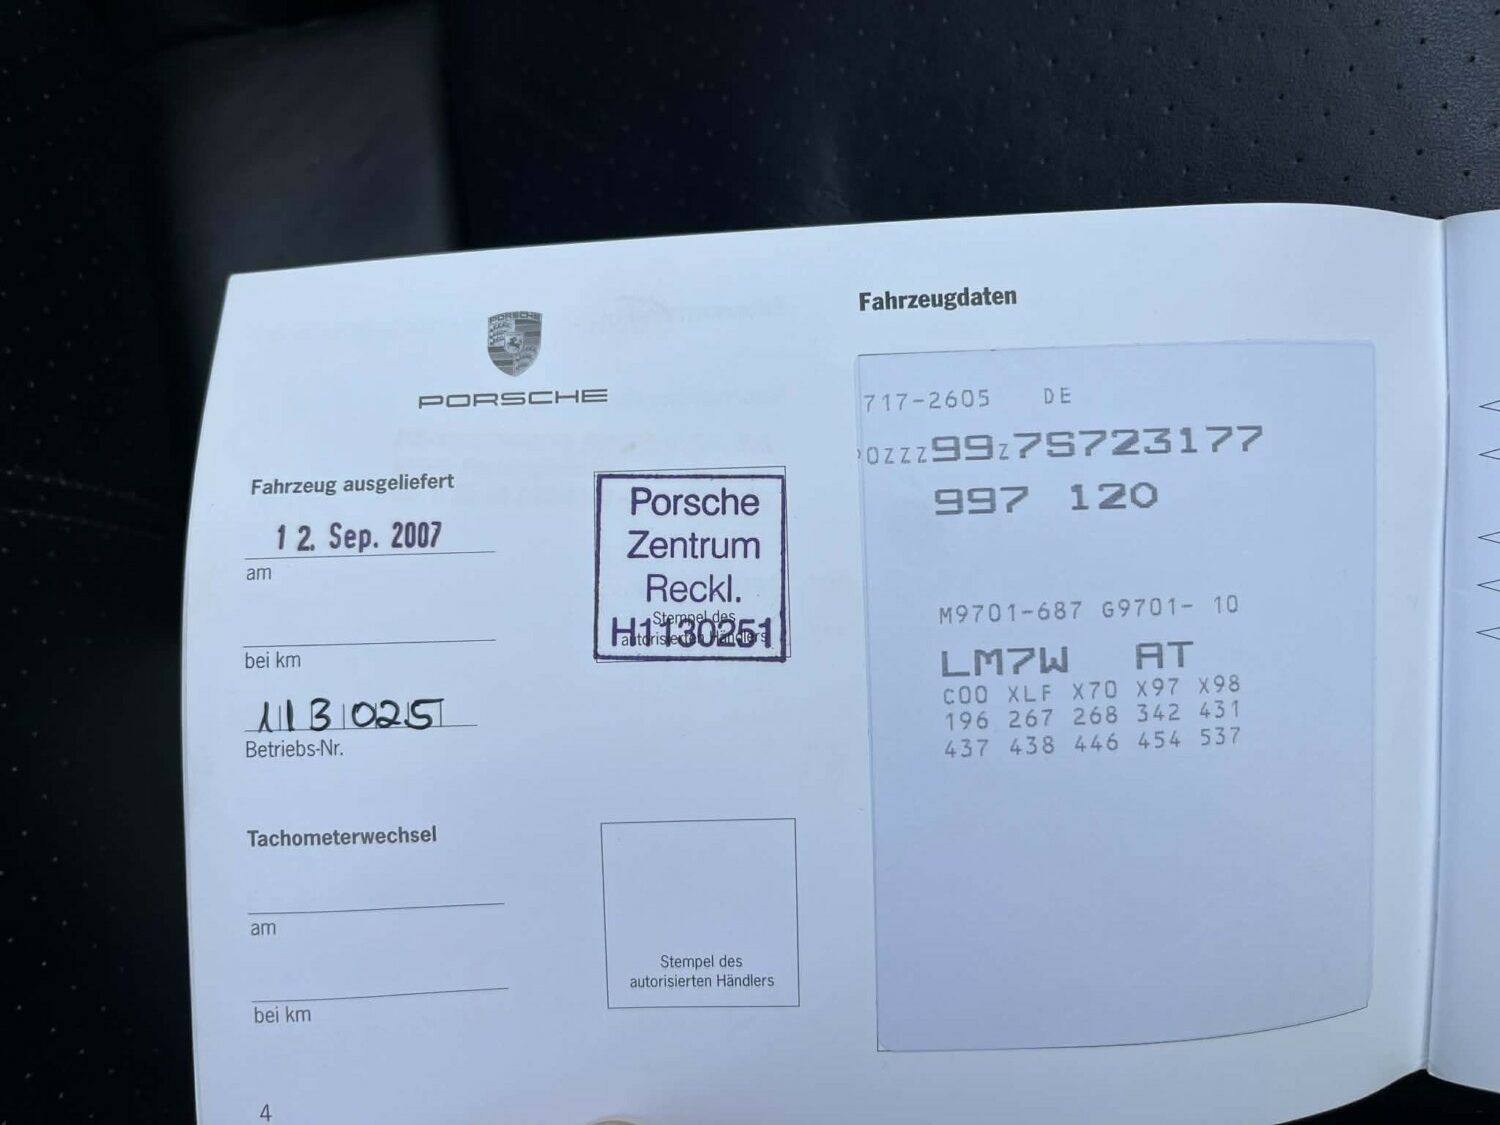 PORSCHE
PORSCHE
Fahrzeug ausgeliefert
12. Sep. 2007
am
bei km
113025
Betriebs-Nr.
Porsche
Zentrum
Reckl.
Stempel des
autorisierten Händlers
H1130251
Tachometerwechsel
am
bei km
Stempel des
autorisierten Händlers
4
Fahrzeugdaten
717-2605 DE
0ZZZ99Z7S723177
997 120
M9701-687 G9701- 10
LM7W AT
C00 XLF X70 X97 X98
196 267 268 342 431
437 438 446 454 537